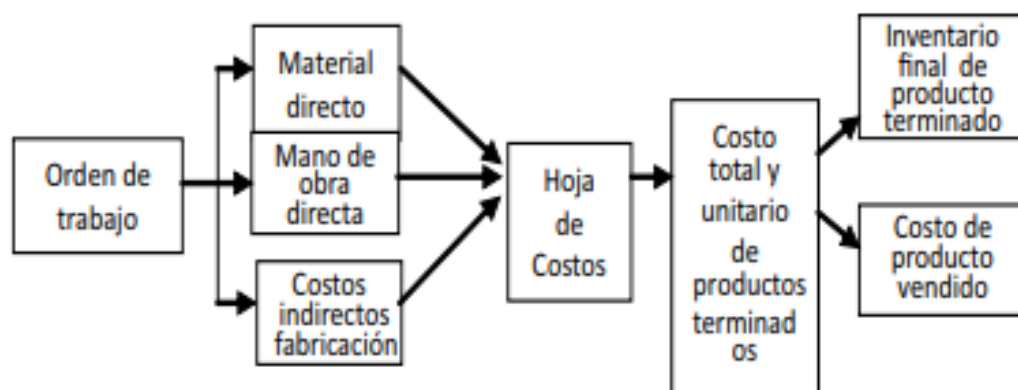 Orden de
trabajo
Material
directo
Mano de
obra
directa
Costos
indirectos
fabricación
Hoja
de
Costos
Costo
total y
unitario
de
productos
terminad
os
Inventario
final de
producto
terminado
Costo de
producto
vendido